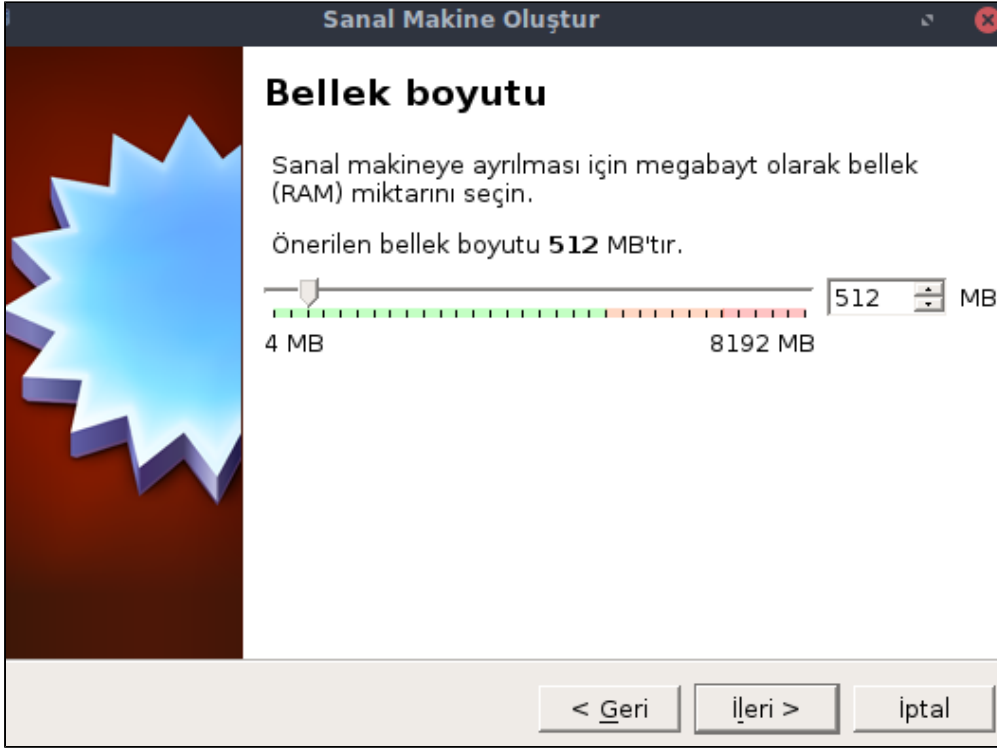 Sanal Makine Oluştur
Bellek boyutu
Sanal makineye ayrılması için megabayt olarak bellek
(RAM) miktarını seçin.
Önerilen bellek boyutu 512 MB'tır.
512 MB
4 MB 8192 MB
< Geri İleri > İptal